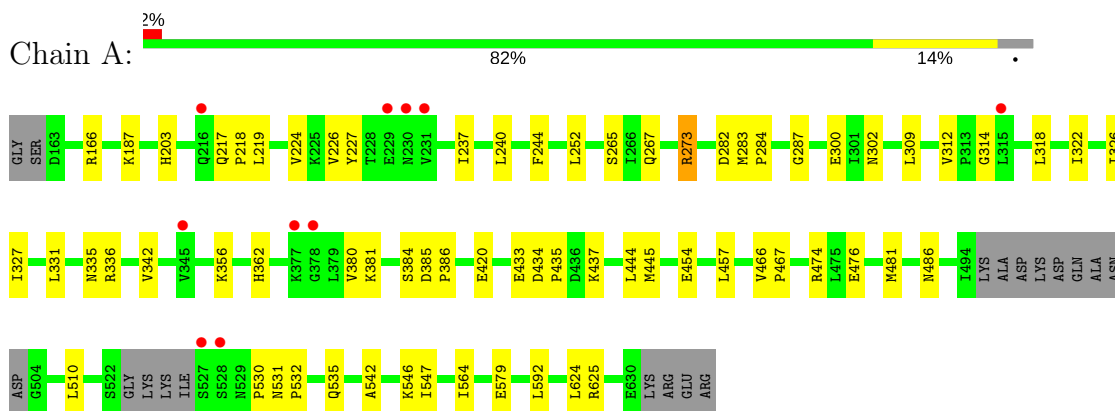 2%
Chain A:
82% 14% •
GLY SER D163 R166 K187 H203 Q216 Q217 P218 L219 V224 K225 V226 Y227 T228 E229 N230 V231 I237 L240 F244 L252 S265 I266 Q267 R273 D282 M283 P284 G287 E300 I301 N302 L309 V312 P313 G314 L315 L318 I322 I326
I327 L331 N335 R336 V342 V345 K356 H362 K377 G378 L379 V380 K381 S384 D385 P386 E420 E433 D434 P435 D436 K437 L444 M445 E454 L457 V466 P467 R474 L475 E476 M481 N486 I494 LYS ALA ASP LYS ASP GLN ALA ASN
ASP G504 L510 S522 GLY LYS LYS ILE S527 S528 N529 P530 N531 P532 Q535 A542 K546 I547 I564 E579 L592 L624 R625 E630 LYS ARG GLU ARG